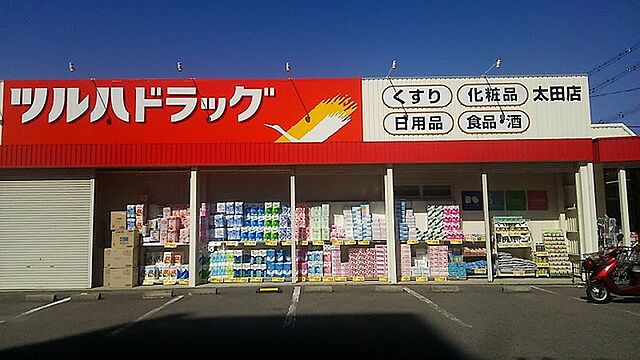 ツルハドラッグ
くすり 化粧品 太田店
日用品 食品・酒